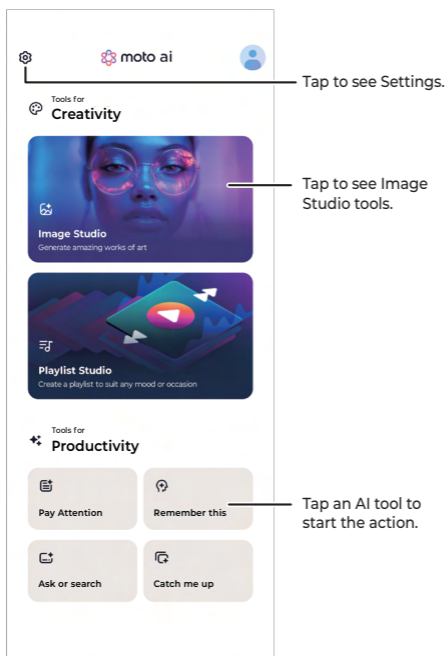 moto ai
Tap to see Settings.
Tools for
Creativity
Tap to see Image
Studio tools.
Image Studio
Generate amazing works of art
Playlist Studio
Create a playlist to suit any mood or occasion
Tools for
Productivity
Pay Attention
Remember this
Tap an AI tool to
start the action.
Ask or search
Catch me up